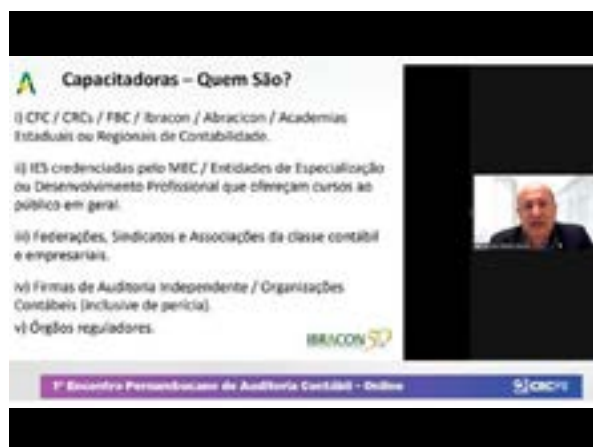 Capacitadoras – Quem São?
i) CFC / CRCs / FBC / Ibracon / Abracicon / Academias
Estaduais ou Regionais de Contabilidade.
ii) IES credenciadas pelo MEC / Entidades de Especialização
ou Desenvolvimento Profissional que ofereçam cursos ao
público em geral.
iii) Federações, Sindicatos e Associações da classe contábil
e empresariais.
iv) Firmas de Auditoria Independente / Organizações
Contábeis (inclusive de perícia).
v) Órgãos reguladores.
IBRACON 50
1º Encontro Pernambucano de Auditoria Contábil - Online
CRCPE